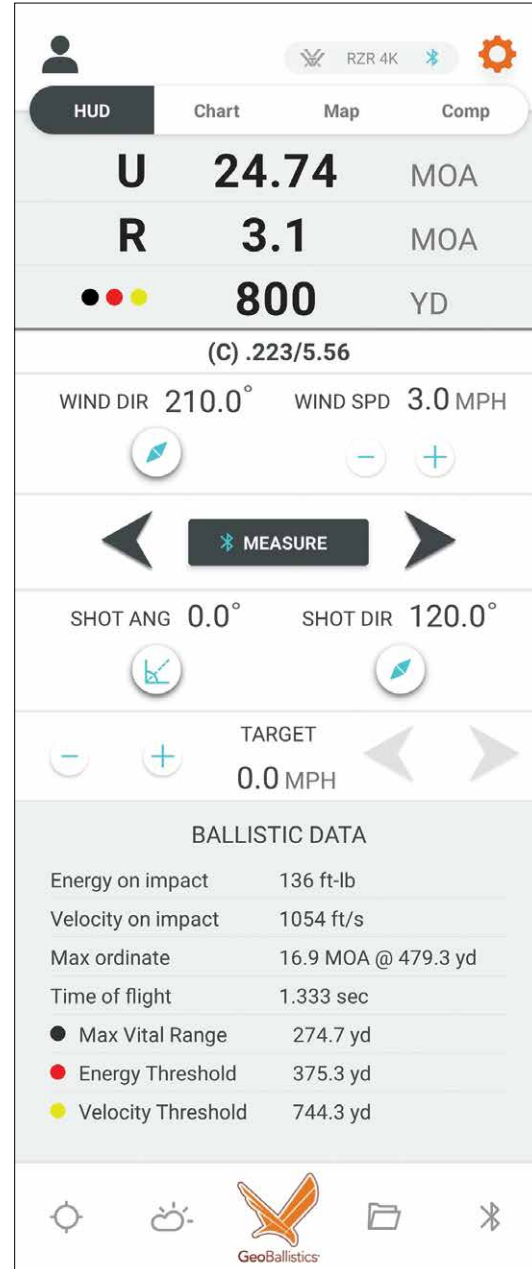 RZR 4K
HUD Chart Map Comp
U 24.74 MOA
R 3.1 MOA
800 YD
(C) .223/5.56
WIND DIR 210.0° WIND SPD 3.0 MPH
− +
MEASURE
SHOT ANG 0.0° SHOT DIR 120.0°
TARGET
− +
0.0 MPH
BALLISTIC DATA
Energy on impact 136 ft-lb
Velocity on impact 1054 ft/s
Max ordinate 16.9 MOA @ 479.3 yd
Time of flight 1.333 sec
Max Vital Range 274.7 yd
Energy Threshold 375.3 yd
Velocity Threshold 744.3 yd
GeoBallistics